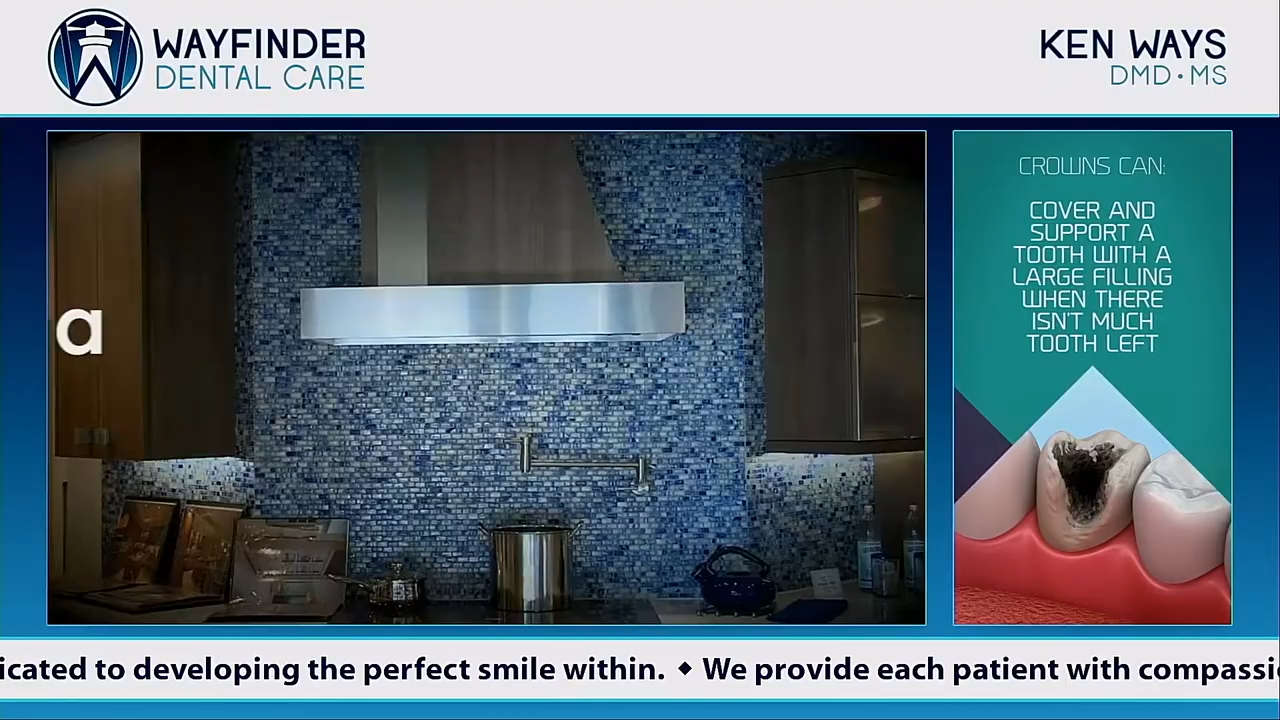 WAYFINDER
DENTAL CARE
KEN WAYS
DMD•MS
a
CROWNS CAN:
COVER AND
SUPPORT A
TOOTH WITH A
LARGE FILLING
WHEN THERE
ISN'T MUCH
TOOTH LEFT
icated to developing the perfect smile within. ◆ We provide each patient with compassi